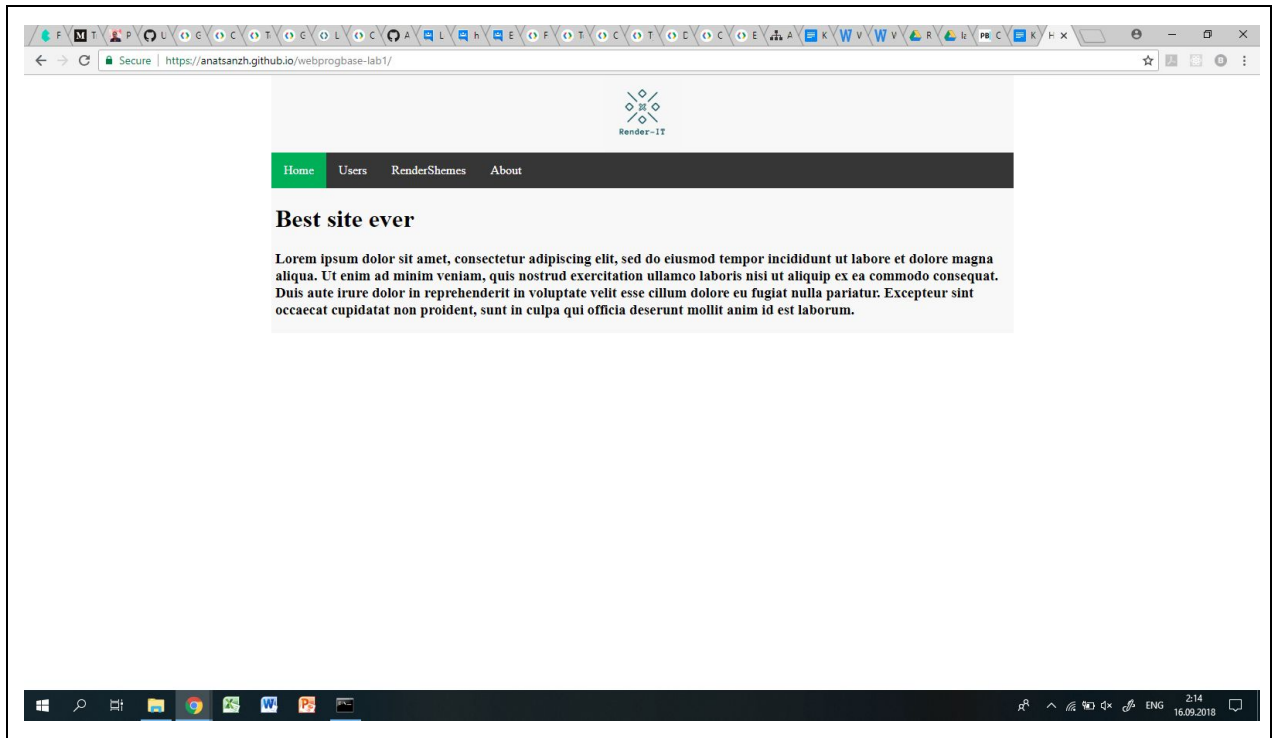 F T P U G C T G L C A L h E F T C T C C E A K W V W V R Ic PB C K H
Secure | https://anatsanzh.github.io/webprogbase-lab1/
Render-IT
Home Users RenderShemes About
Best site ever
Lorem ipsum dolor sit amet, consectetur adipiscing elit, sed do eiusmod tempor incididunt ut labore et dolore magna
aliqua. Ut enim ad minim veniam, quis nostrud exercitation ullamco laboris nisi ut aliquip ex ea commodo consequat.
Duis aute irure dolor in reprehenderit in voluptate velit esse cillum dolore eu fugiat nulla pariatur. Excepteur sint
occaecat cupidatat non proident, sunt in culpa qui officia deserunt mollit anim id est laborum.
ENG 2:14
16.09.2018